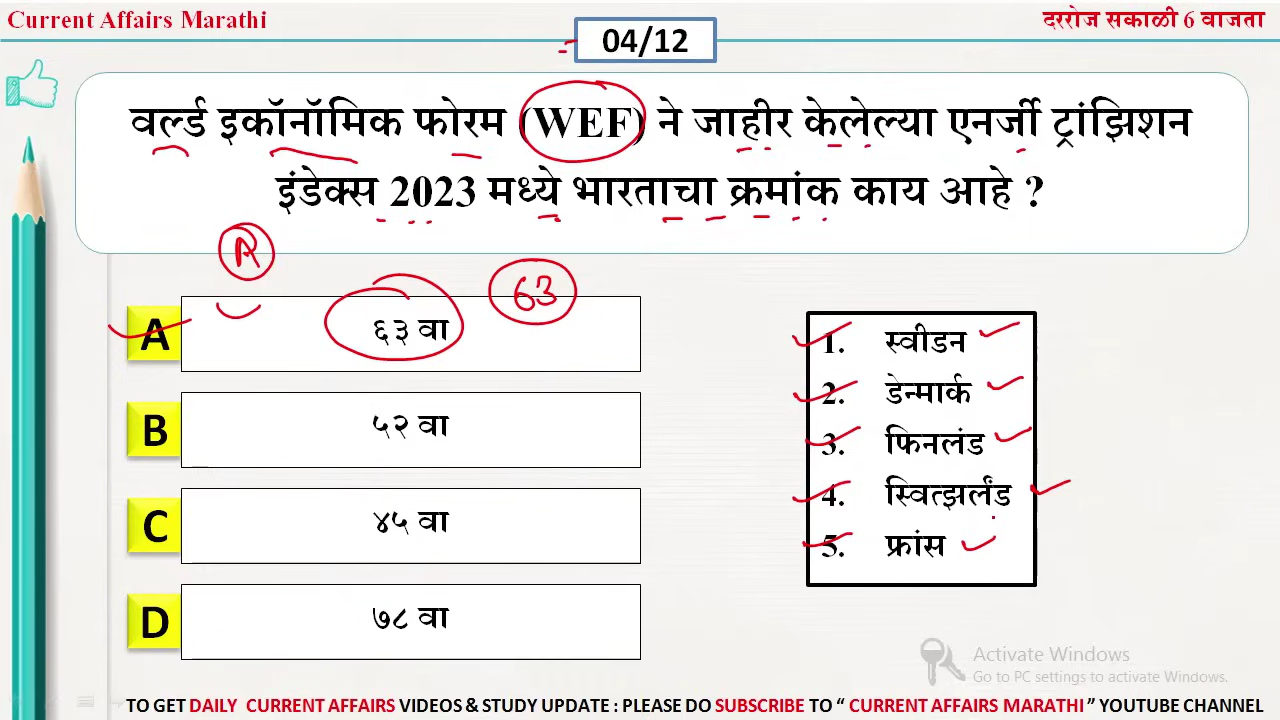 Current Affairs Marathi
दररोज सकाळी 6 वाजता
04/12
वर्ल्ड इकॉनॉमिक फोरम (WEF) ने जाहीर केलेल्या एनर्जी ट्रांझिशन
इंडेक्स 2023 मध्ये भारताचा क्रमांक काय आहे ?
R
63
A ६३ वा
B ५२ वा
C ४५ वा
D ७८ वा
1. स्वीडन
2. डेन्मार्क
3. फिनलंड
4. स्वित्झर्लंड
5. फ्रांस
Activate Windows
Go to PC settings to activate Windows.
TO GET DAILY CURRENT AFFAIRS VIDEOS & STUDY UPDATE : PLEASE DO SUBSCRIBE TO “ CURRENT AFFAIRS MARATHI ” YOUTUBE CHANNEL